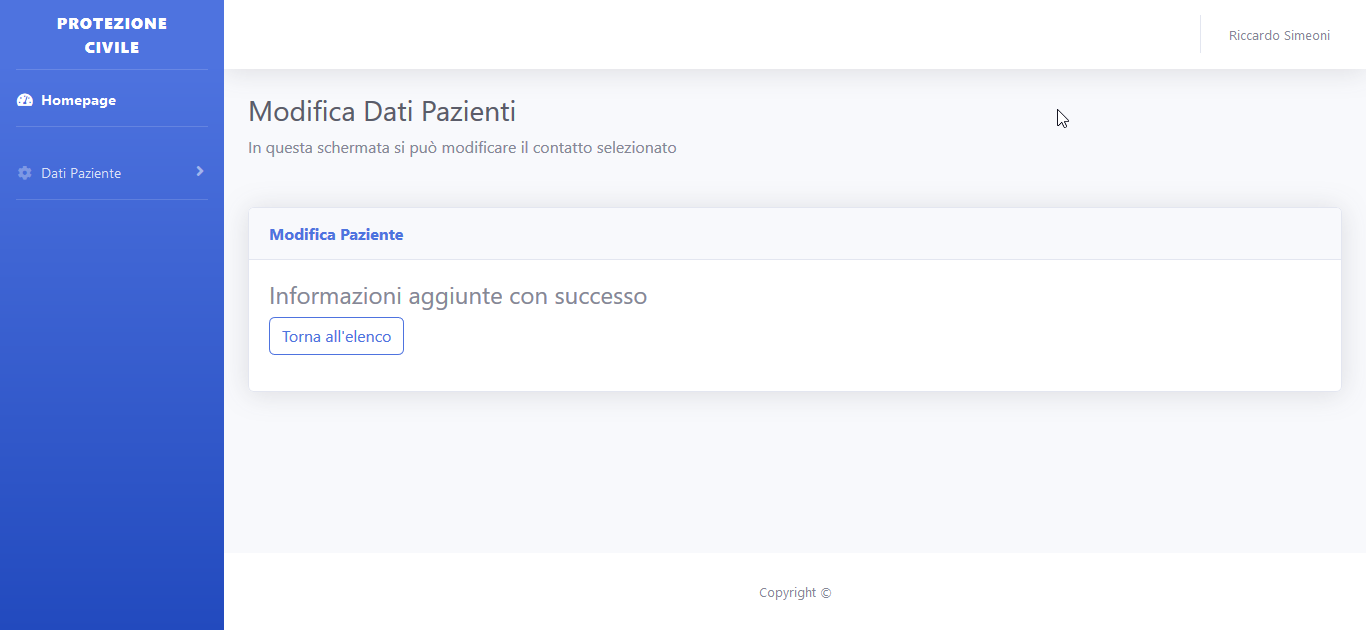 PROTEZIONE
CIVILE
Homepage
Dati Paziente
Riccardo Simeoni
Modifica Dati Pazienti
In questa schermata si può modificare il contatto selezionato
Modifica Paziente
Informazioni aggiunte con successo
Torna all'elenco
Copyright ©